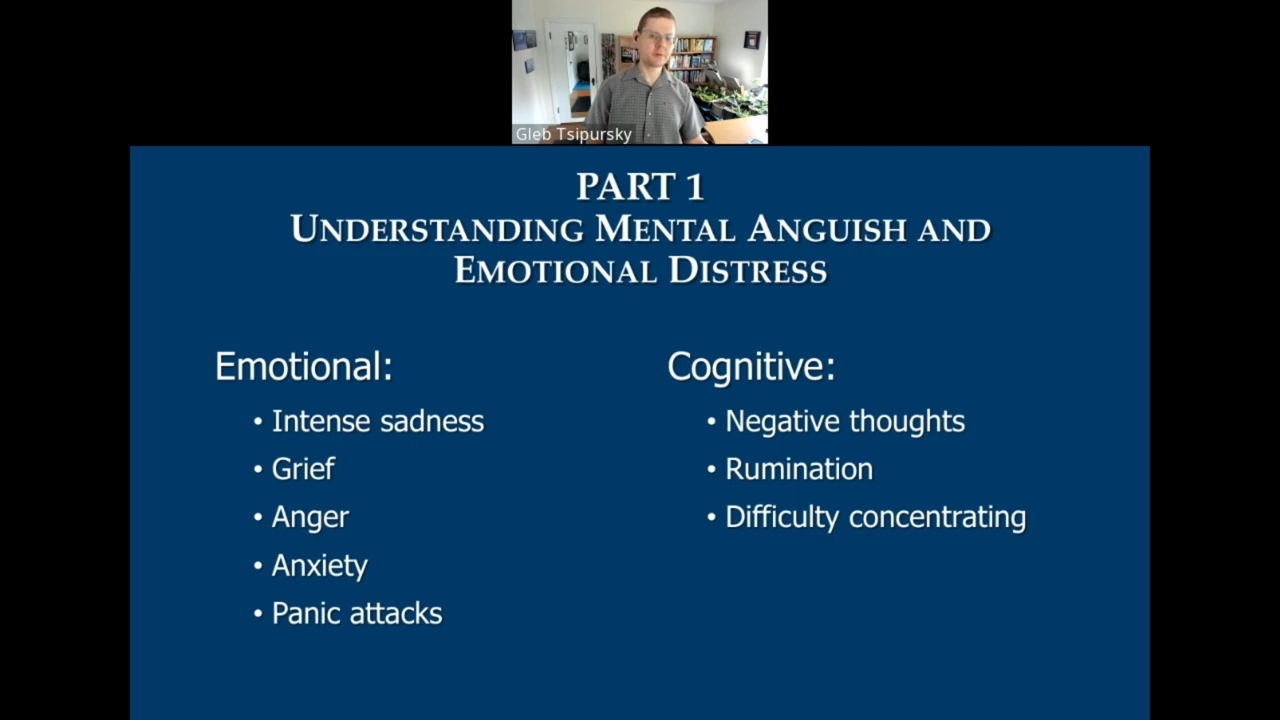 Gleb Tsipursky
PART 1
UNDERSTANDING MENTAL ANGUISH AND
EMOTIONAL DISTRESS
Emotional:
• Intense sadness
• Grief
• Anger
• Anxiety
• Panic attacks
Cognitive:
• Negative thoughts
• Rumination
• Difficulty concentrating